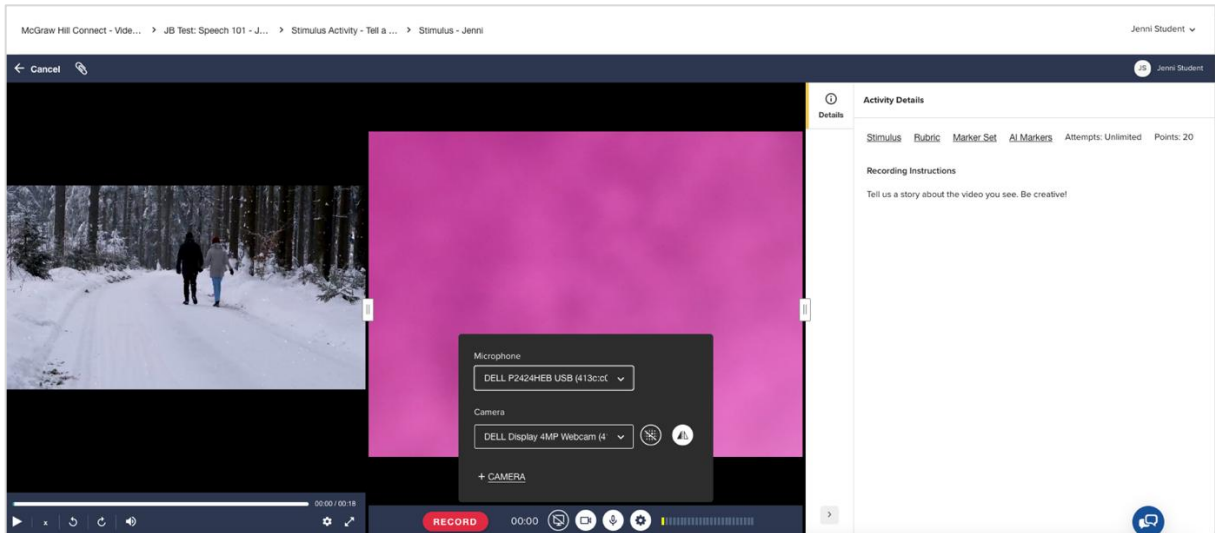 McGraw Hill Connect - Vide... > JB Test: Speech 101 - J... > Stimulus Activity - Tell a ... > Stimulus - Jenni
Jenni Student
Cancel
JS Jenni Student
Details
Activity Details
Stimulus Rubric Marker Set AI Markers Attempts: Unlimited Points: 20
Recording Instructions
Tell us a story about the video you see. Be creative!
Microphone
DELL P2424HEB USB (413c:c(
Camera
DELL Display 4MP Webcam (4
+ CAMERA
00:00 / 00:18
x
RECORD 00:00